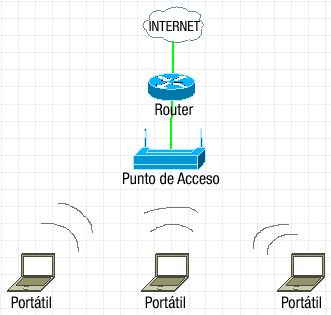 INTERNET
Router
Punto de Acceso
Portátil
Portátil
Portátil